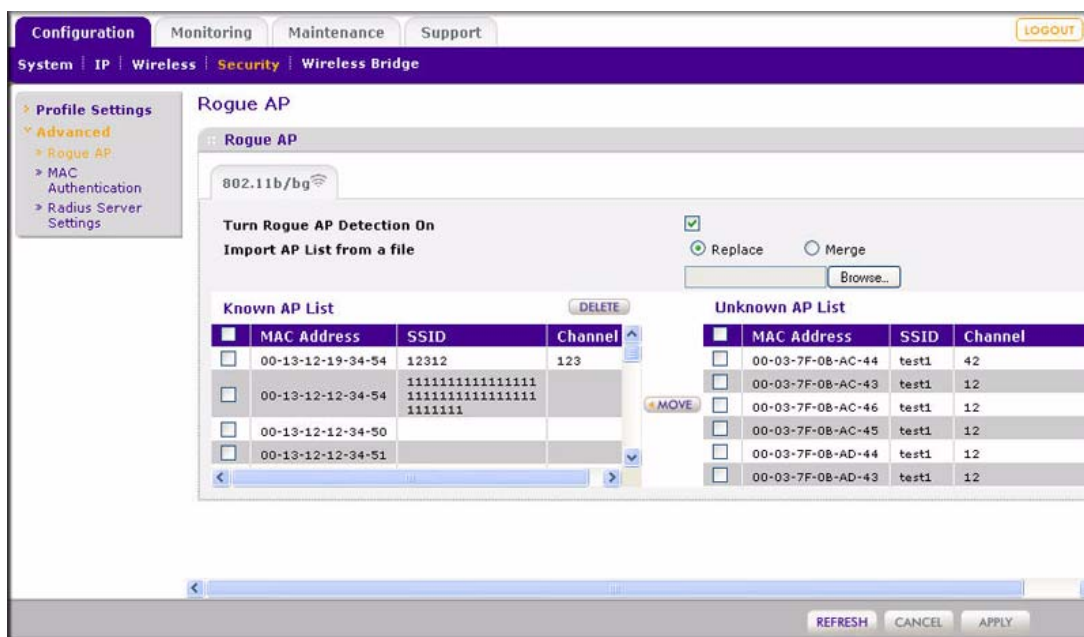 Configuration Monitoring Maintenance Support LOGOUT
System IP Wireless Security Wireless Bridge
Profile Settings
Advanced
Rogue AP
MAC
Authentication
Radius Server
Settings
Rogue AP
Rogue AP
802.11b/bg
Turn Rogue AP Detection On
Import AP List from a file Replace Merge
Browse...
Known AP List DELETE
MAC Address SSID Channel
00-13-12-19-34-54 12312 123
00-13-12-12-34-54 1111111111111111
1111111111111111
1111111
00-13-12-12-34-50
00-13-12-12-34-51
MOVE
Unknown AP List
MAC Address SSID Channel
00-03-7F-0B-AC-44 test1 42
00-03-7F-0B-AC-43 test1 12
00-03-7F-0B-AC-46 test1 12
00-03-7F-0B-AC-45 test1 12
00-03-7F-0B-AD-44 test1 12
00-03-7F-0B-AD-43 test1 12
REFRESH CANCEL APPLY